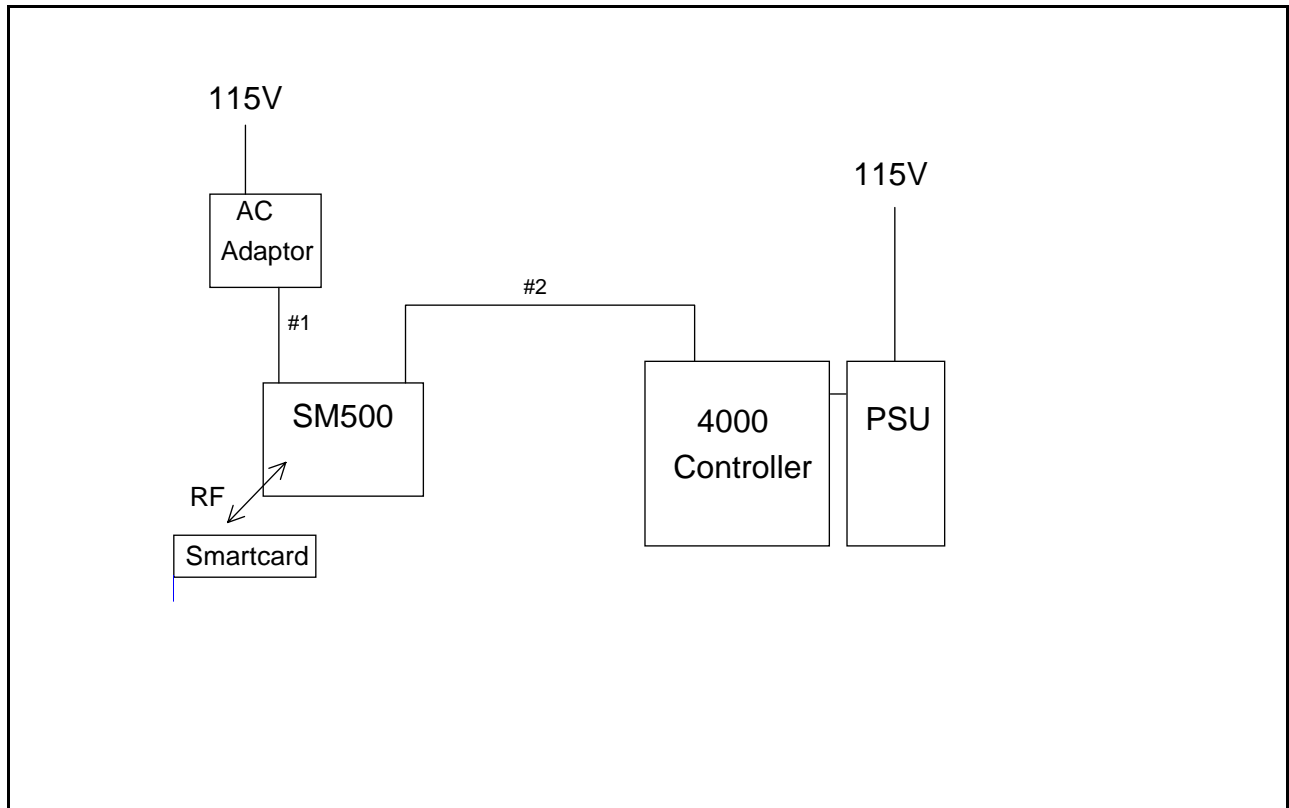 115V
AC
Adaptor
#1
#2
SM500
RF
Smartcard
115V
4000
Controller
PSU